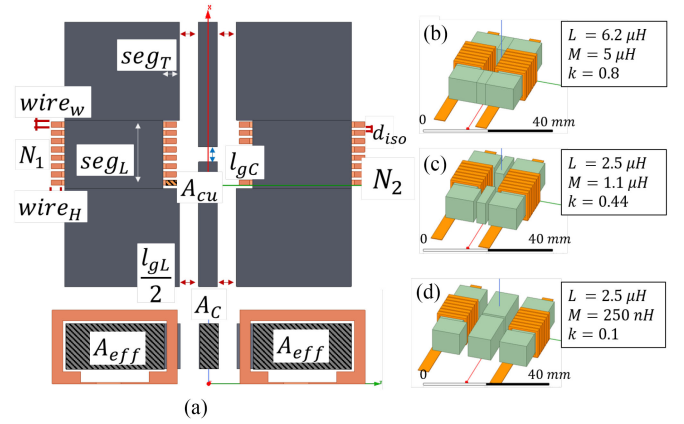 x
seg_T
wire_w
d_iso
N_1
seg_L
l_gC
N_2
A_cu
wire_H
l_gL
2
A_C
A_eff
A_eff
(a)
(b)
L = 6.2 μH
M = 5 μH
k = 0.8
0
40 mm
(c)
L = 2.5 μH
M = 1.1 μH
k = 0.44
0
40 mm
(d)
L = 2.5 μH
M = 250 nH
k = 0.1
0
40 mm